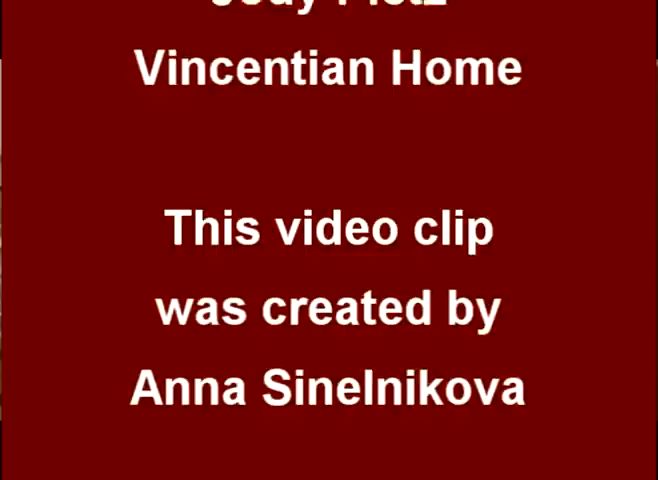 Vincentian Home
This video clip
was created by
Anna Sinelnikova